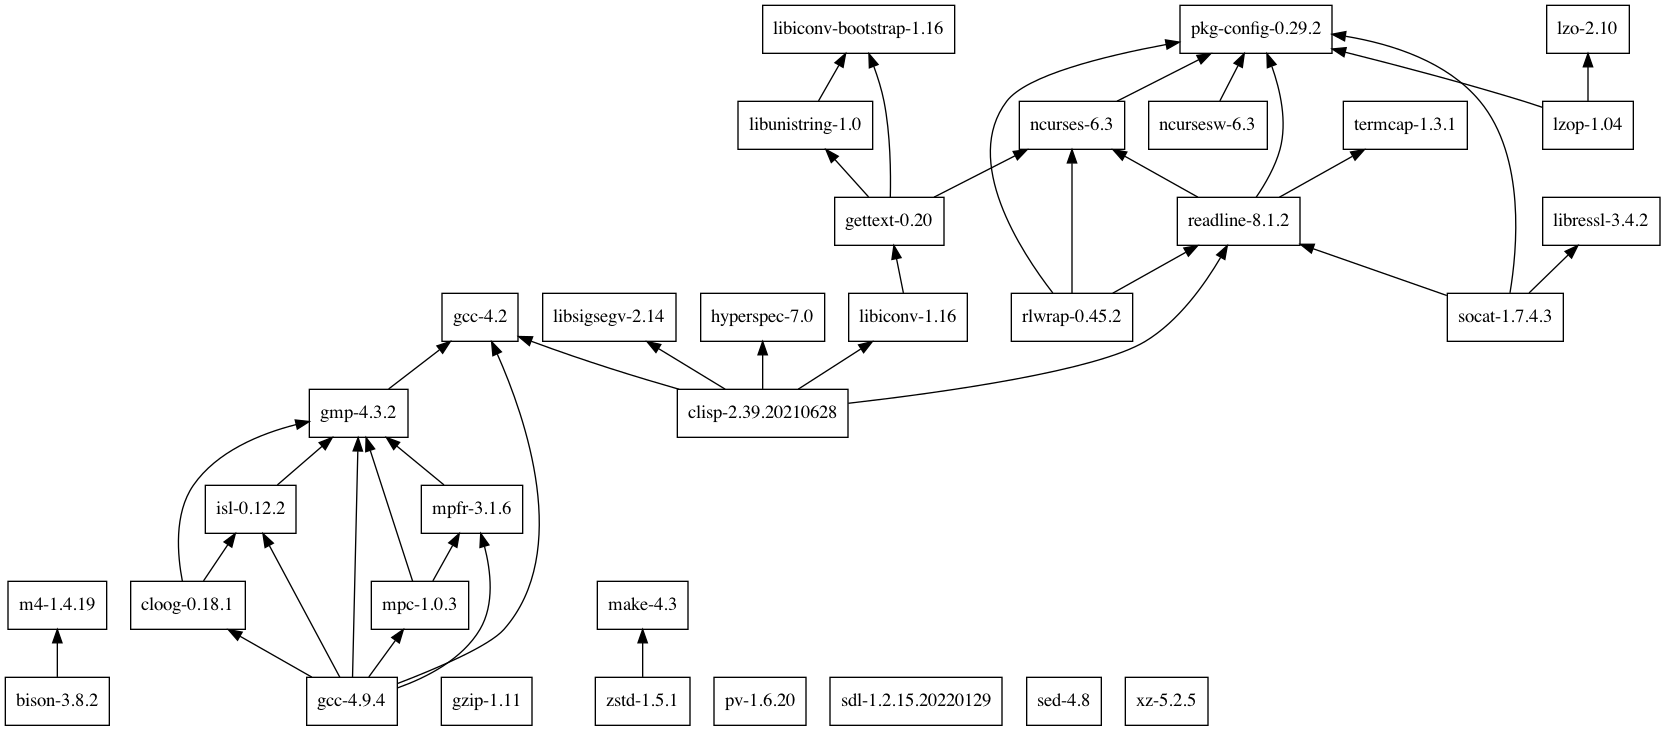 libiconv-bootstrap-1.16
pkg-config-0.29.2
lzo-2.10
libunistring-1.0
ncurses-6.3
ncursesw-6.3
termcap-1.3.1
lzop-1.04
gettext-0.20
readline-8.1.2
libressl-3.4.2
gcc-4.2
libsigsegv-2.14
hyperspec-7.0
libiconv-1.16
rlwrap-0.45.2
socat-1.7.4.3
gmp-4.3.2
clisp-2.39.20210628
isl-0.12.2
mpfr-3.1.6
m4-1.4.19
cloog-0.18.1
mpc-1.0.3
make-4.3
bison-3.8.2
gcc-4.9.4
gzip-1.11
zstd-1.5.1
pv-1.6.20
sdl-1.2.15.20220129
sed-4.8
xz-5.2.5